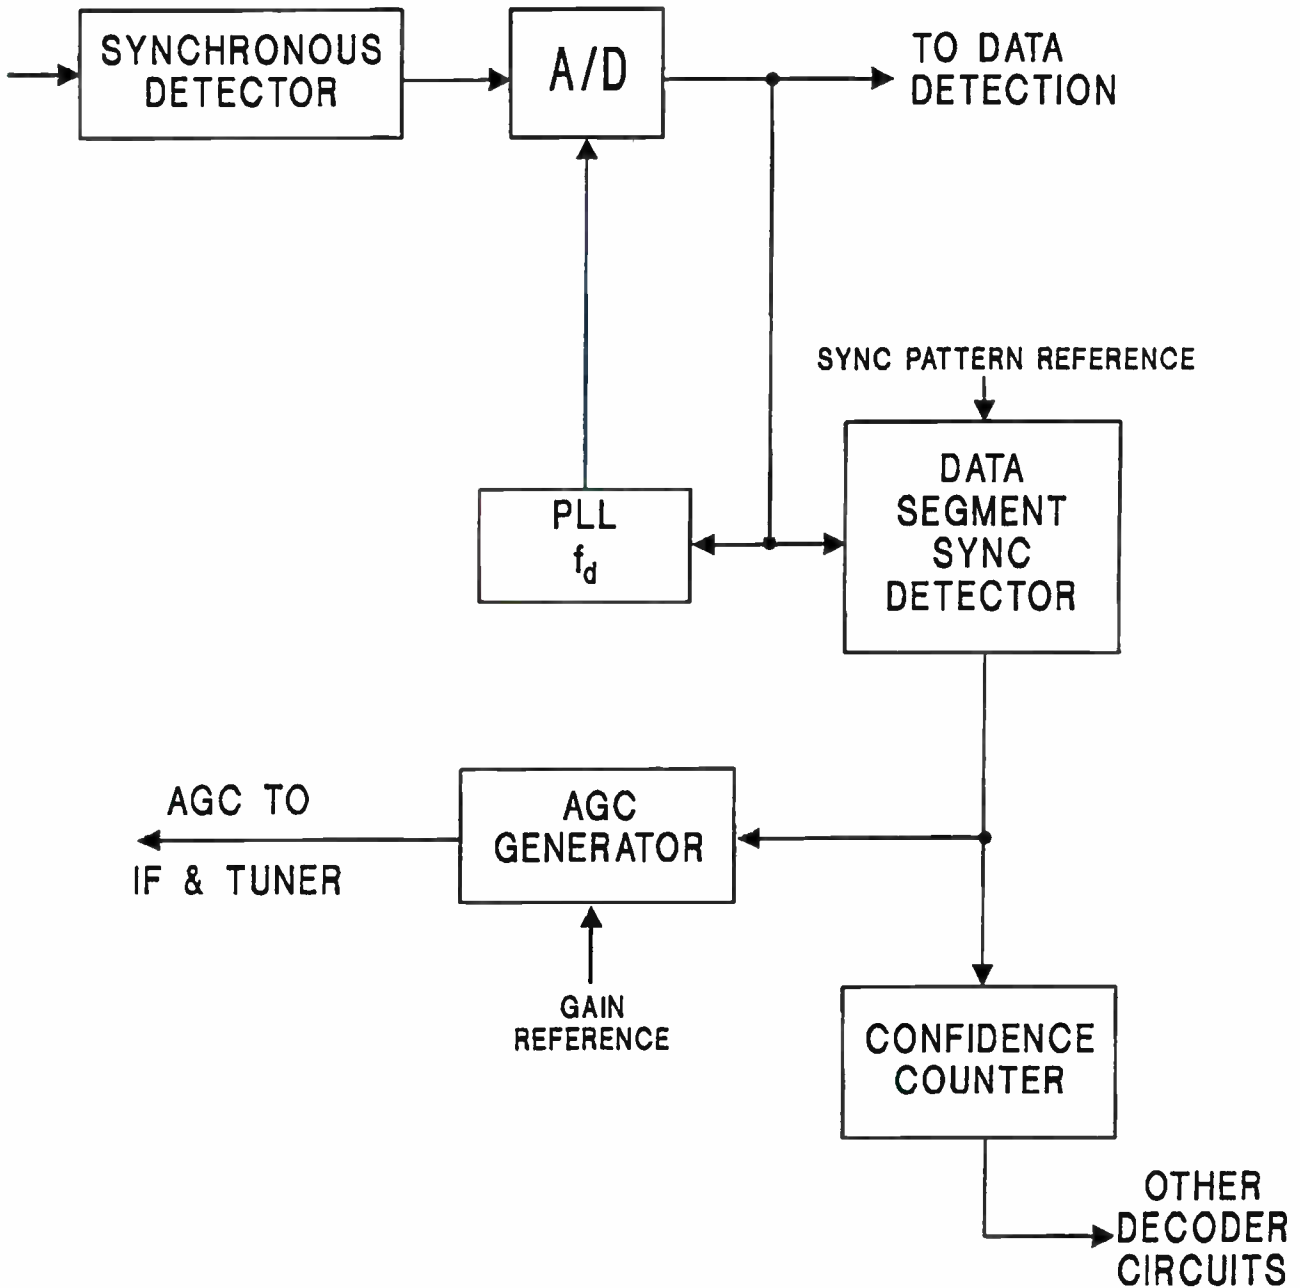 SYNCHRONOUS
DETECTOR
A/D
TO DATA
DETECTION
SYNC PATTERN REFERENCE
DATA
SEGMENT
SYNC
DETECTOR
PLL
fd
AGC TO
IF & TUNER
AGC
GENERATOR
GAIN
REFERENCE
CONFIDENCE
COUNTER
OTHER
DECODER
CIRCUITS